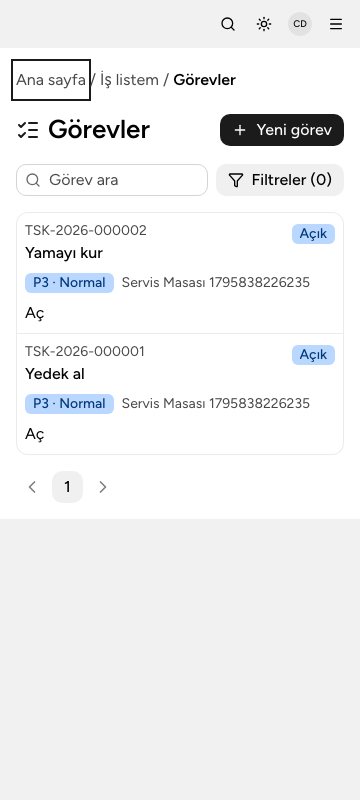 CD
Ana sayfa / İş listem / Görevler
Görevler
Yeni görev
Görev ara
Filtreler (0)
TSK-2026-000002
Açık
Yamayı kur
P3 · Normal Servis Masası 1795838226235
Aç
TSK-2026-000001
Açık
Yedek al
P3 · Normal Servis Masası 1795838226235
Aç
1